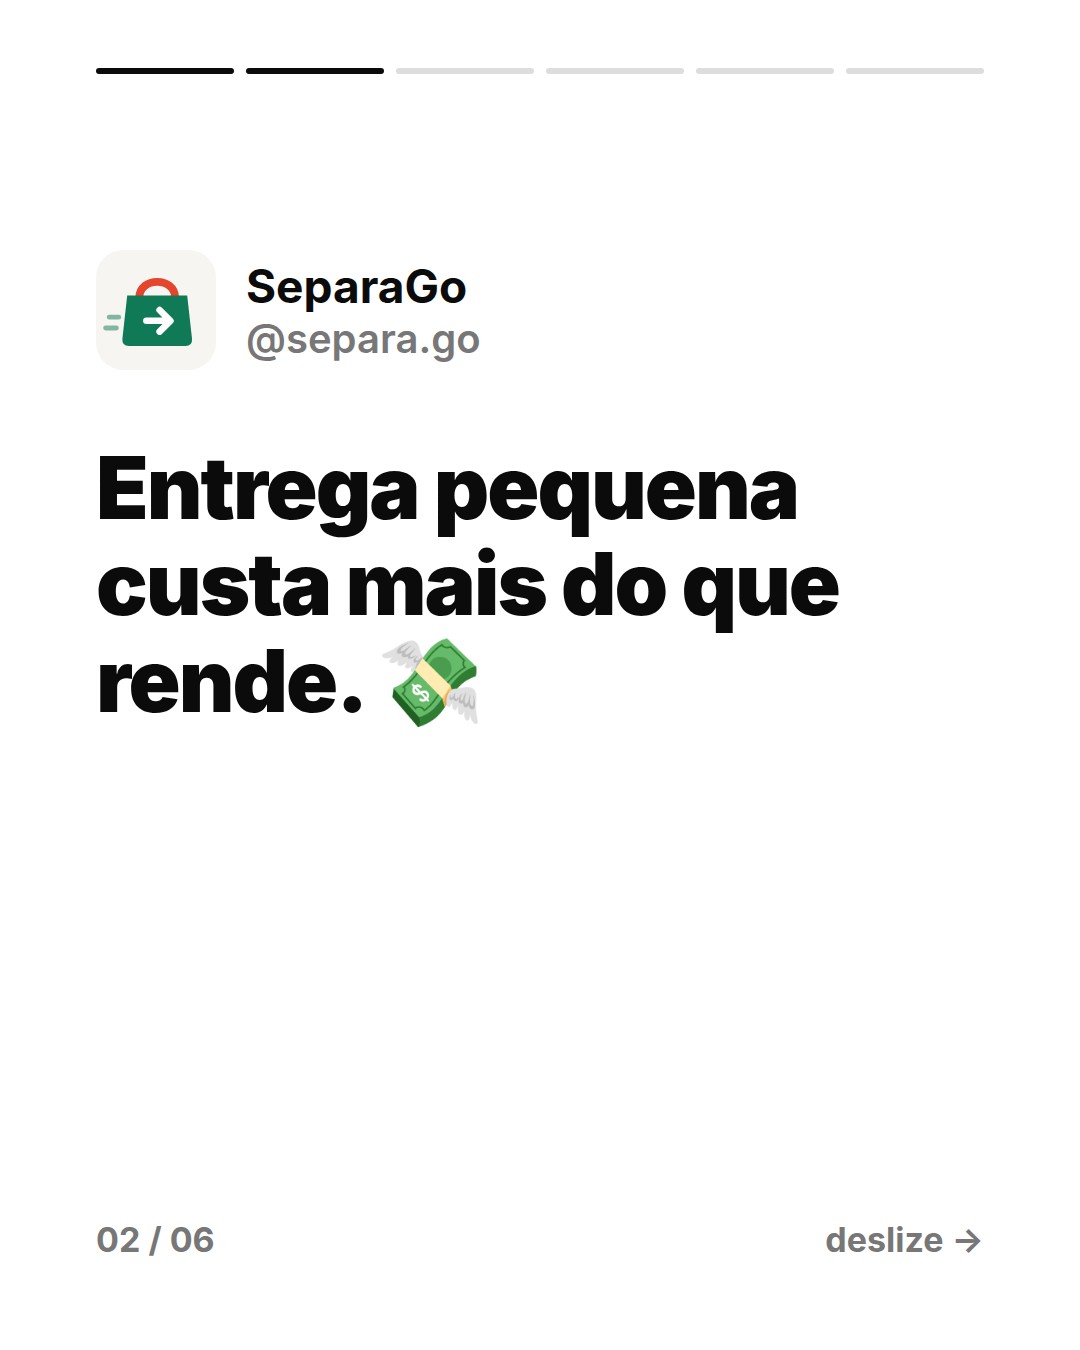 SeparaGo
@separa.go
Entrega pequena
custa mais do que
rende. 💸
02 / 06
deslize →